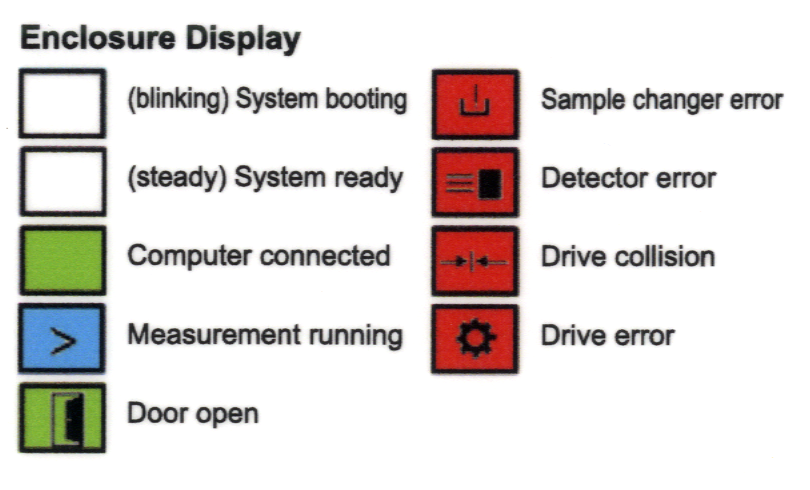 Enclosure Display
(blinking) System booting
(steady) System ready
Computer connected
> Measurement running
Door open
Sample changer error
Detector error
Drive collision
Drive error